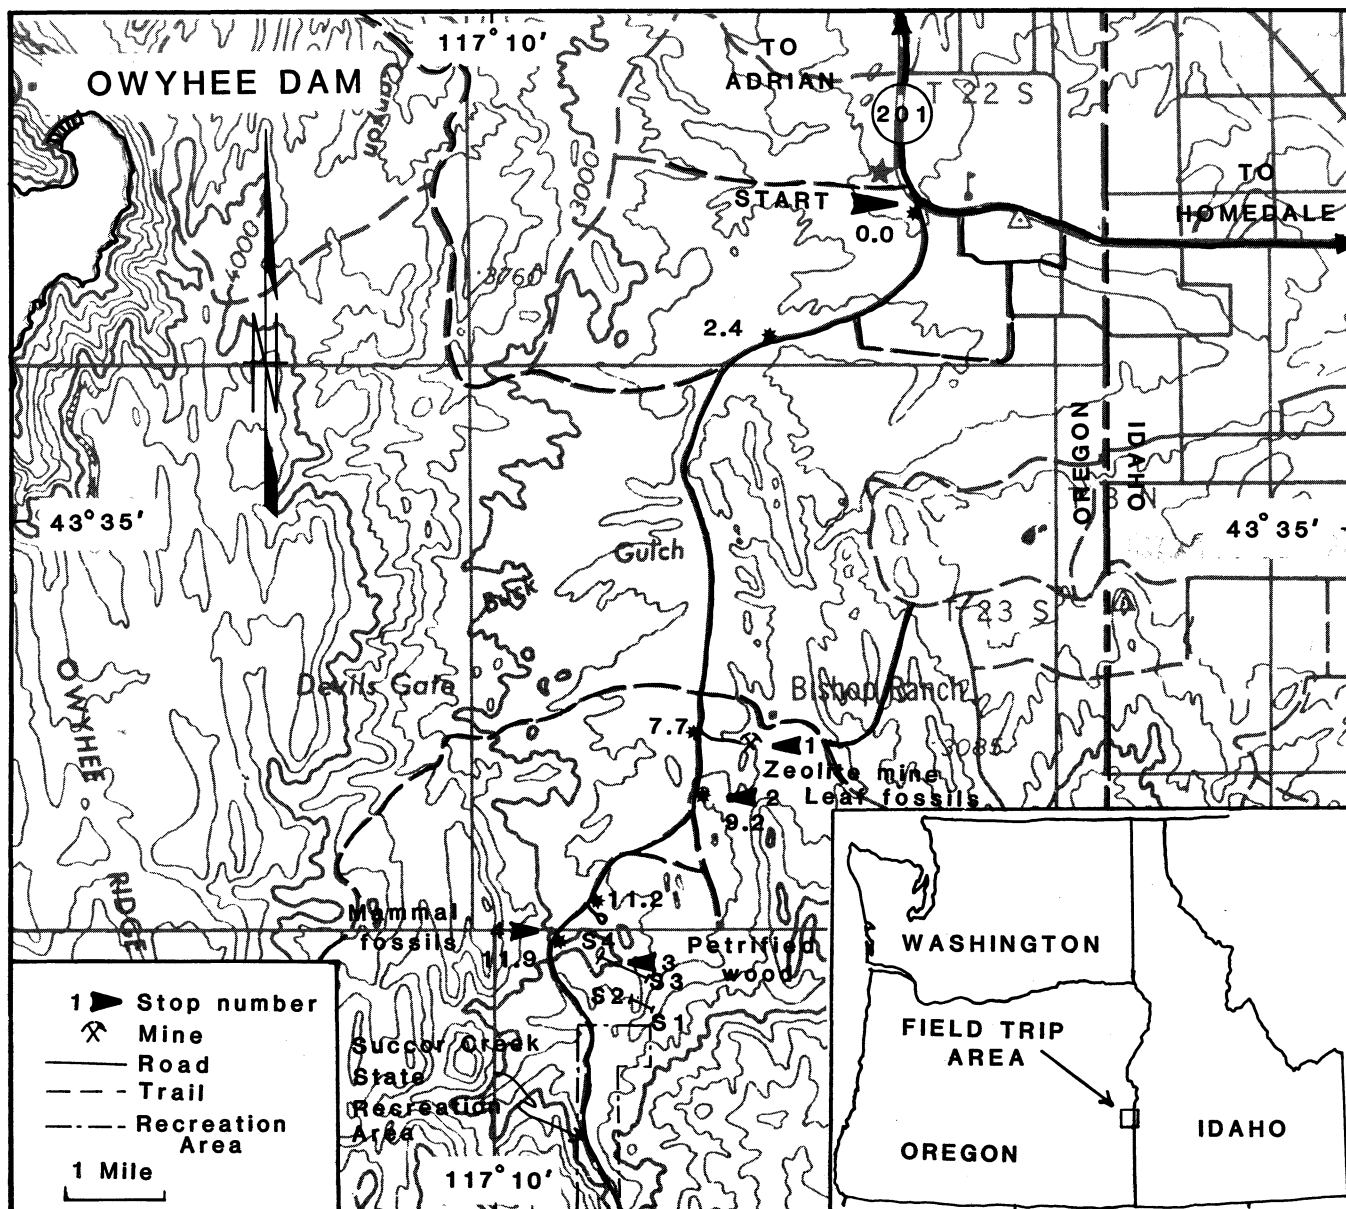 117°10'
OWYHEE DAM
Canyon
TO
ADRIAN
201
T 22 S
4000
3000
START
0.0
TO
HOMEDALE
3760
2.4
OREGON
IDAHO
T 3 N
43°35'
43°35'
Gulch
Buck
T 23 S
OWYHEE
RIDGE
Devils Gate
Bishop Ranch
7.7
1
3085
Zeolite mine
2
Leaf fossils
9.2
11.2
Mammal
fossils
11.9
S4
3
Petrified
wood
S3
S2
S1
Succor Creek
State
Recreation
Area
117°10'
1 Stop number
Mine
Road
Trail
Recreation
Area
1 Mile
WASHINGTON
FIELD TRIP
AREA
OREGON
IDAHO